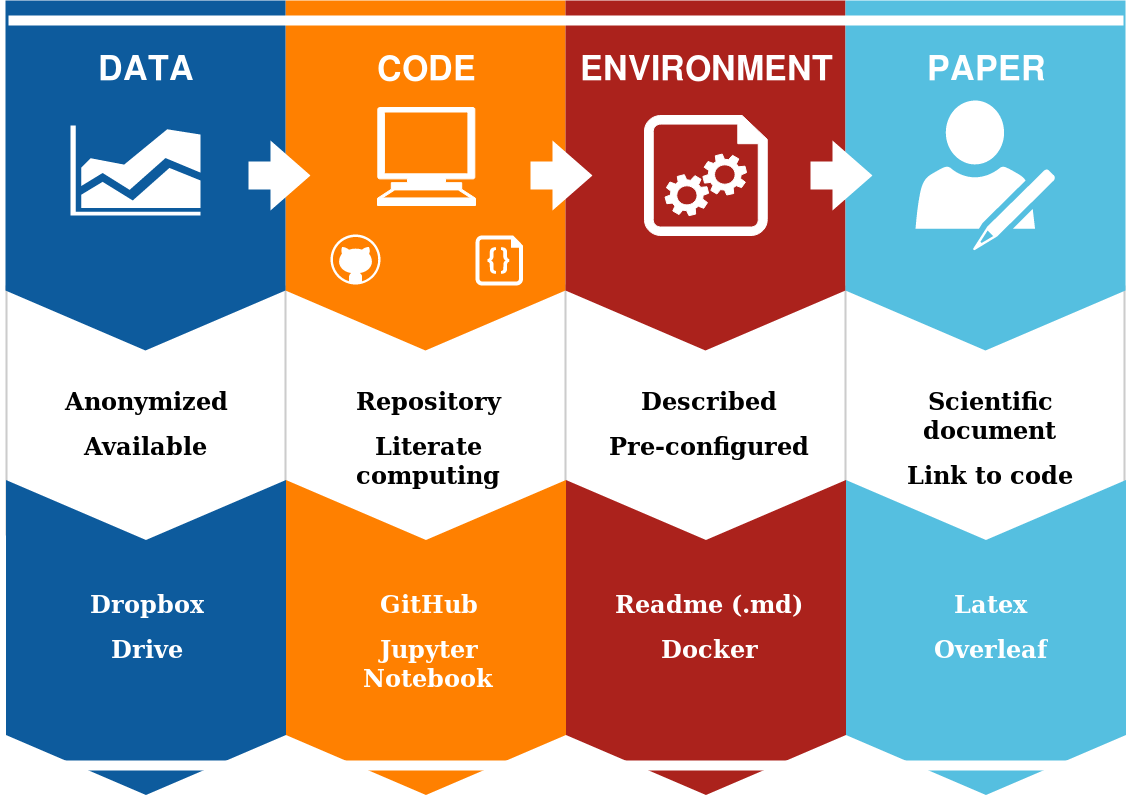 DATA
CODE
ENVIRONMENT
PAPER
{}
Anonymized
Available
Repository
Literate
computing
Described
Pre-configured
Scientific
document
Link to code
Dropbox
Drive
GitHub
Jupyter
Notebook
Readme (.md)
Docker
Latex
Overleaf